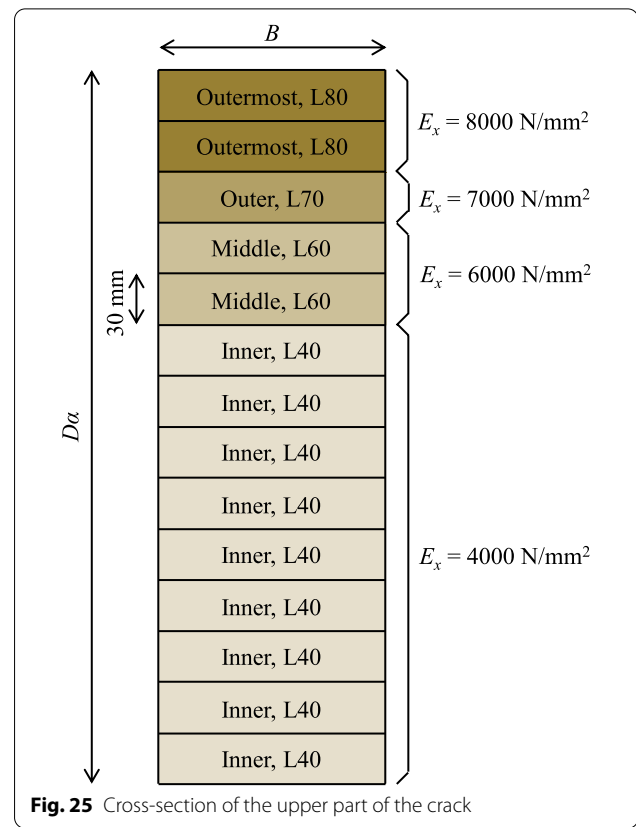 B
Outermost, L80
Outermost, L80
Eₓ = 8000 N/mm²
Outer, L70
Eₓ = 7000 N/mm²
Middle, L60
Middle, L60
Eₓ = 6000 N/mm²
30 mm
Inner, L40
Inner, L40
Inner, L40
Inner, L40
Inner, L40
Inner, L40
Inner, L40
Inner, L40
Inner, L40
Dα
Eₓ = 4000 N/mm²
Fig. 25 Cross-section of the upper part of the crack